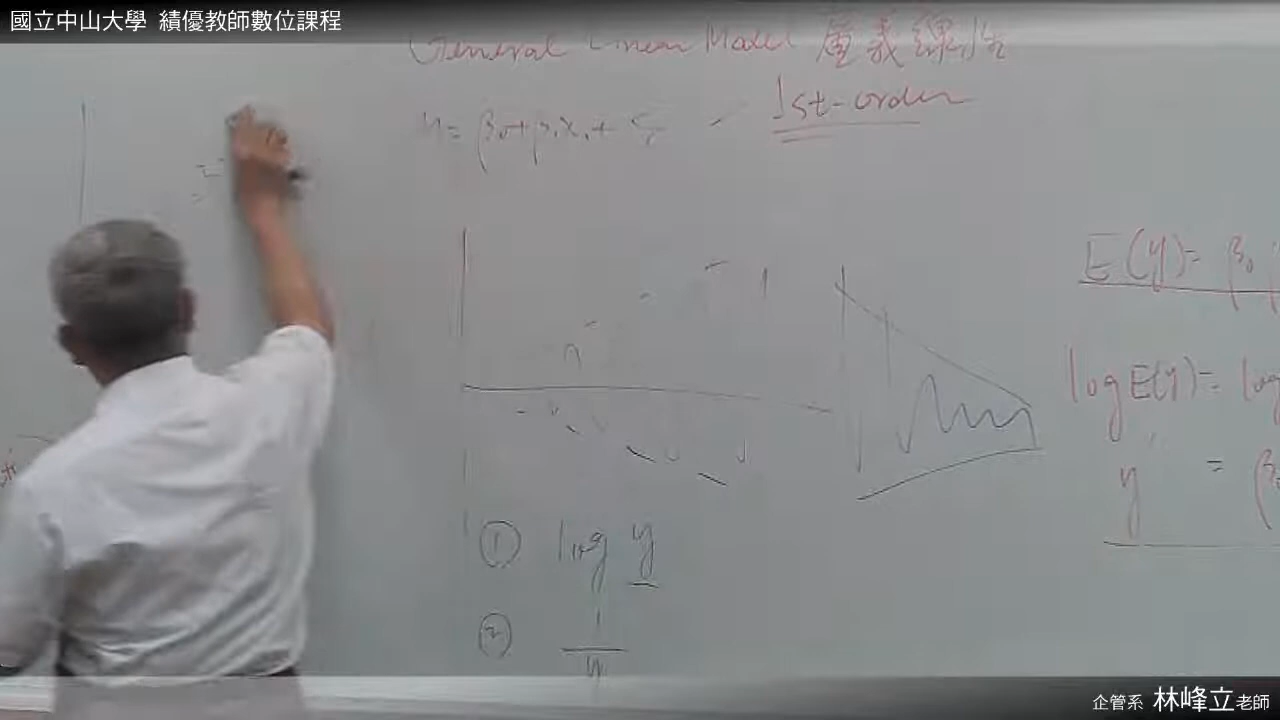 國立中山大學 績優教師數位課程
General Linear Model 廣義線性
y = β₀ + β₁x₁ + ε - 1st-order
E(y) = β₀
log E(y) = log
y' = β₀
① log y
② 1/y
企管系 林峰立老師